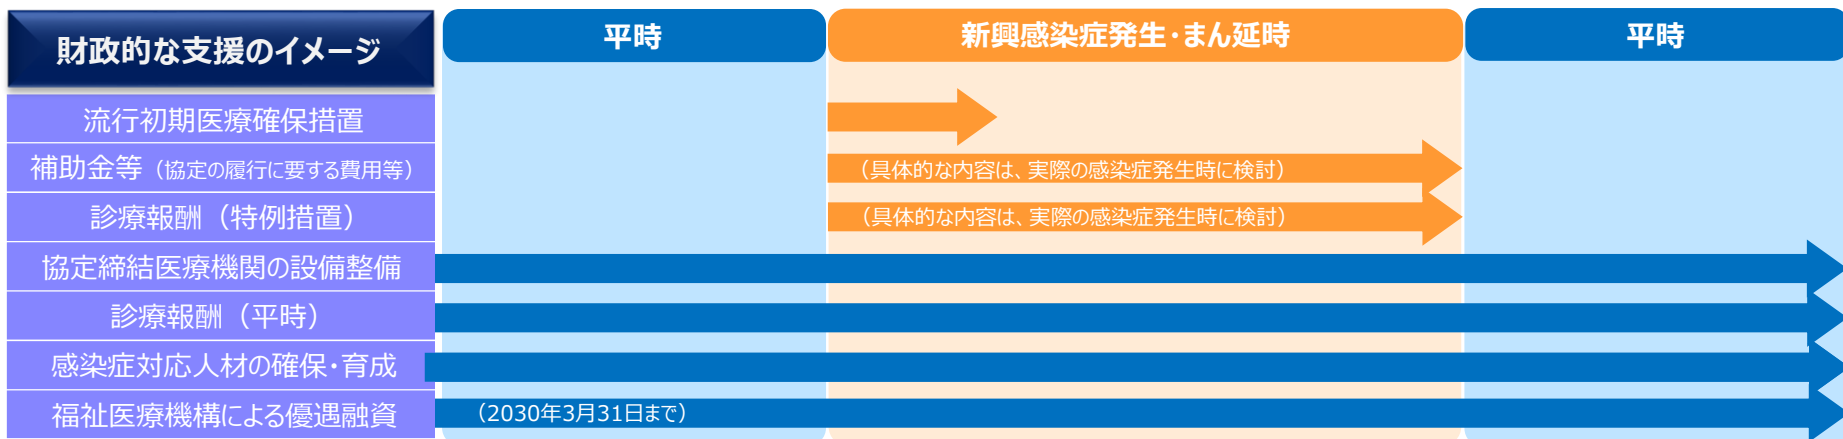 財政的な支援のイメージ
平時
新興感染症発生・まん延時
平時
流行初期医療確保措置
補助金等（協定の履行に要する費用等）
（具体的な内容は、実際の感染症発生時に検討）
診療報酬（特例措置）
（具体的な内容は、実際の感染症発生時に検討）
協定締結医療機関の設備整備
診療報酬（平時）
感染症対応人材の確保・育成
福祉医療機構による優遇融資
（2030年3月31日まで）